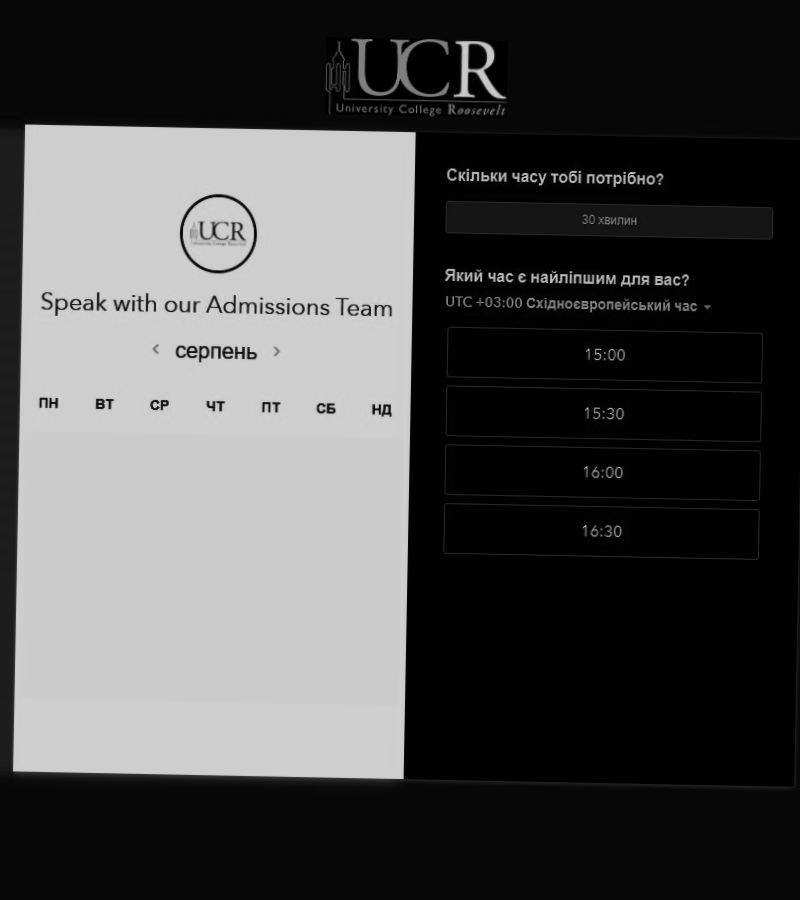 UCR
University College Roosevelt
UCR
Speak with our Admissions Team
серпень
ПН ВТ СР ЧТ ПТ СБ НД
Скільки часу тобі потрібно?
30 хвилин
Який час є найліпшим для вас?
UTC +03:00 Східноєвропейський час
15:00
15:30
16:00
16:30